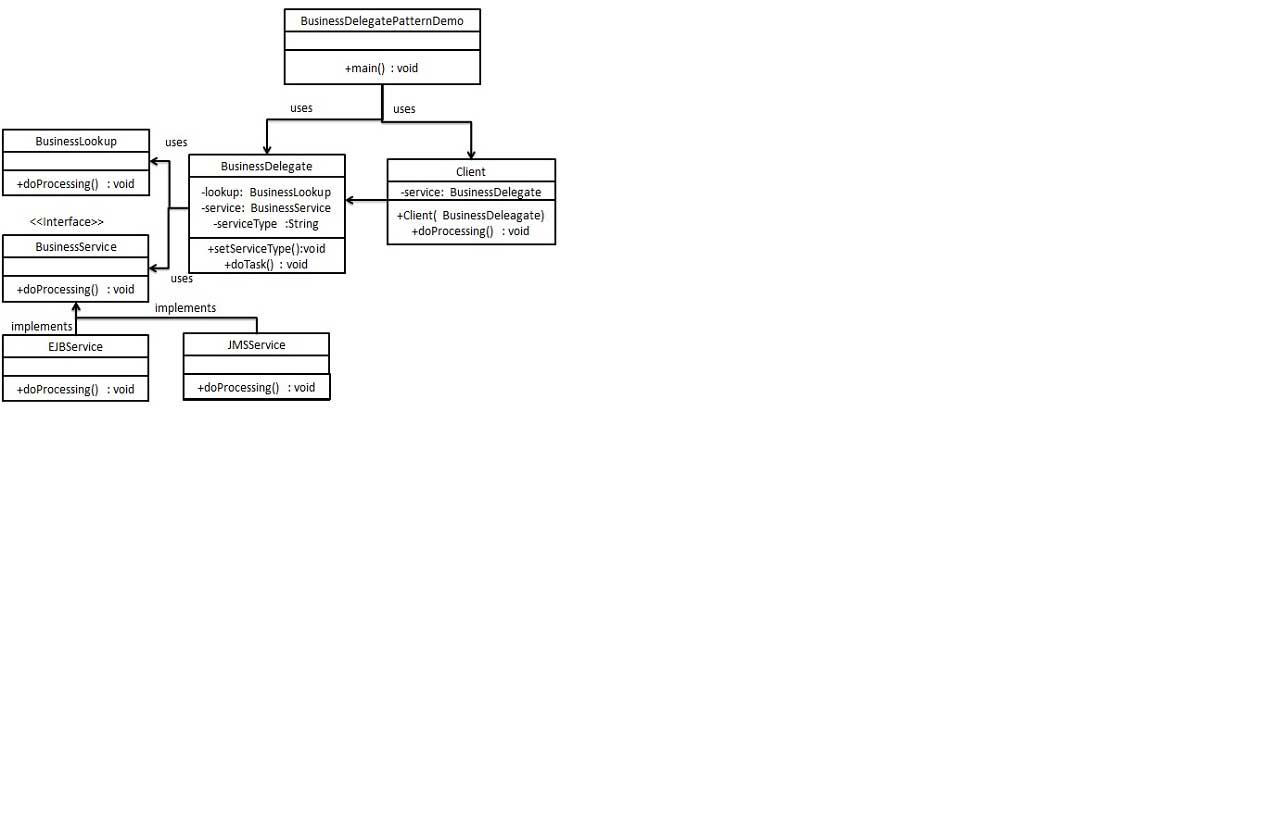 BusinessDelegatePatternDemo
+main() : void
uses
uses
BusinessLookup
+doProcessing() : void
uses
BusinessDelegate
-lookup: BusinessLookup
-service: BusinessService
-serviceType :String
+setServiceType():void
+doTask() : void
Client
-service: BusinessDelegate
+Client( BusinessDeleagate)
+doProcessing() : void
<<Interface>>
BusinessService
+doProcessing() : void
uses
implements
implements
EJBService
+doProcessing() : void
JMSService
+doProcessing() : void